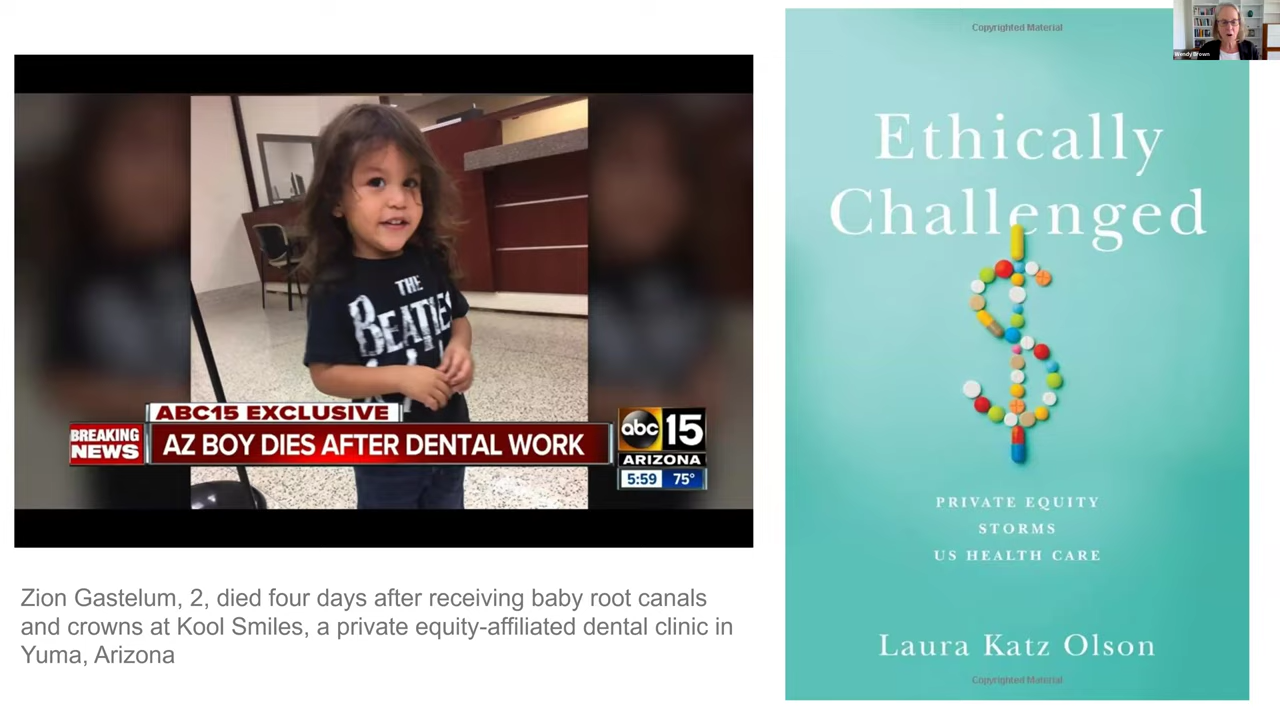 THE
BEATLES
ABC15 EXCLUSIVE
BREAKING
NEWS
AZ BOY DIES AFTER DENTAL WORK
abc 15
ARIZONA
5:59 75°
Zion Gastelum, 2, died four days after receiving baby root canals
and crowns at Kool Smiles, a private equity-affiliated dental clinic in
Yuma, Arizona
Copyrighted Material
Ethically
Challenged
PRIVATE EQUITY
STORMS
US HEALTH CARE
Laura Katz Olson
Copyrighted Material
Wendy Brown